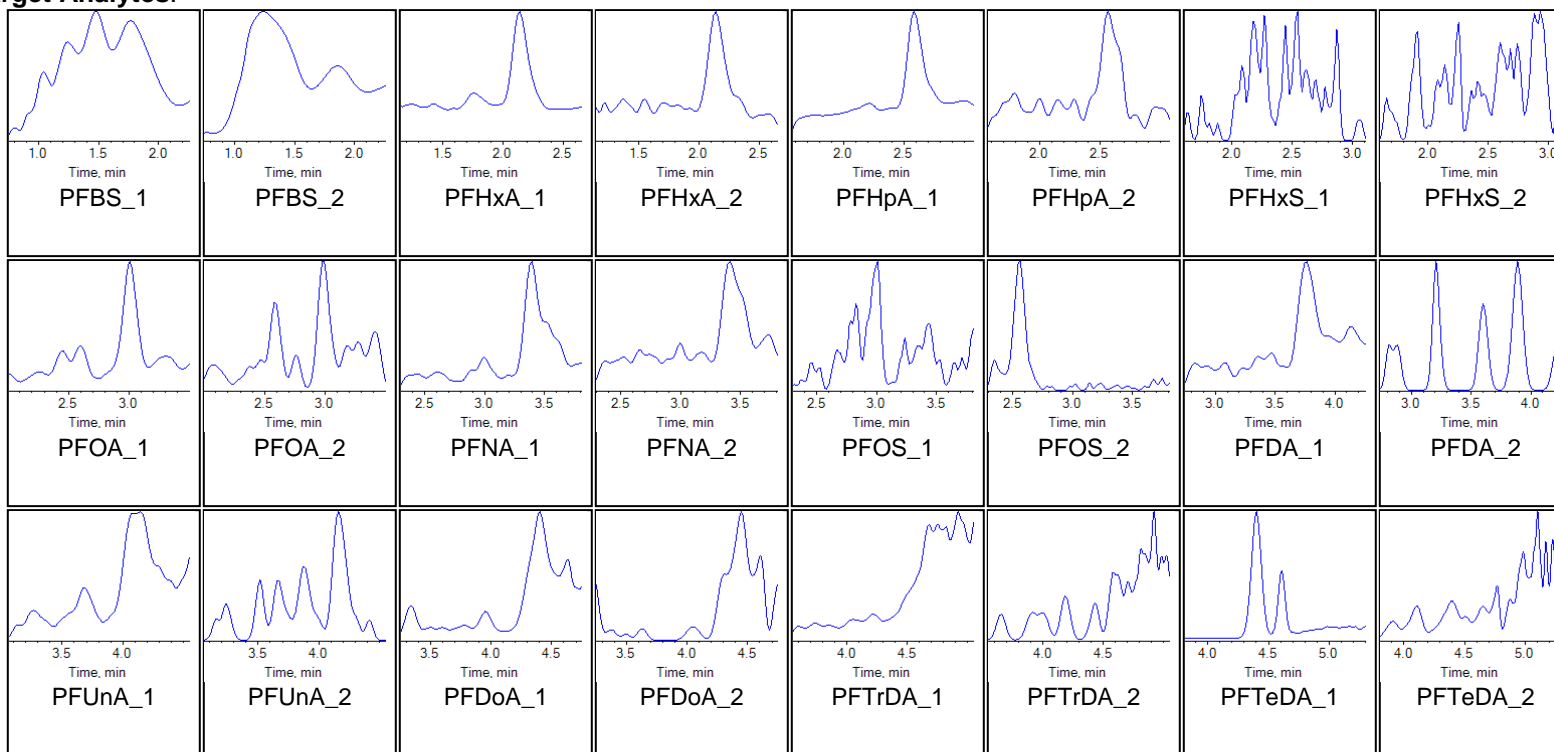 rget Analytes:
1.0 1.5 2.0 1.0 1.5 2.0 1.5 2.0 2.5 1.5 2.0 2.5 2.0 2.5 2.0 2.5 2.0 2.5 3.0 2.0 2.5 3.0
Time, min Time, min Time, min Time, min Time, min Time, min Time, min Time, min
PFBS_1 PFBS_2 PFHxA_1 PFHxA_2 PFHpA_1 PFHpA_2 PFHxS_1 PFHxS_2
2.5 3.0 2.5 3.0 2.5 3.0 3.5 2.5 3.0 3.5 2.5 3.0 3.5 2.5 3.0 3.5 3.0 3.5 4.0 3.0 3.5 4.0
Time, min Time, min Time, min Time, min Time, min Time, min Time, min Time, min
PFOA_1 PFOA_2 PFNA_1 PFNA_2 PFOS_1 PFOS_2 PFDA_1 PFDA_2
3.5 4.0 3.5 4.0 3.5 4.0 4.5 3.5 4.0 4.5 4.0 4.5 4.0 4.5 4.0 4.5 5.0 4.0 4.5 5.0
Time, min Time, min Time, min Time, min Time, min Time, min Time, min Time, min
PFUnA_1 PFUnA_2 PFDoA_1 PFDoA_2 PFTrDA_1 PFTrDA_2 PFTeDA_1 PFTeDA_2